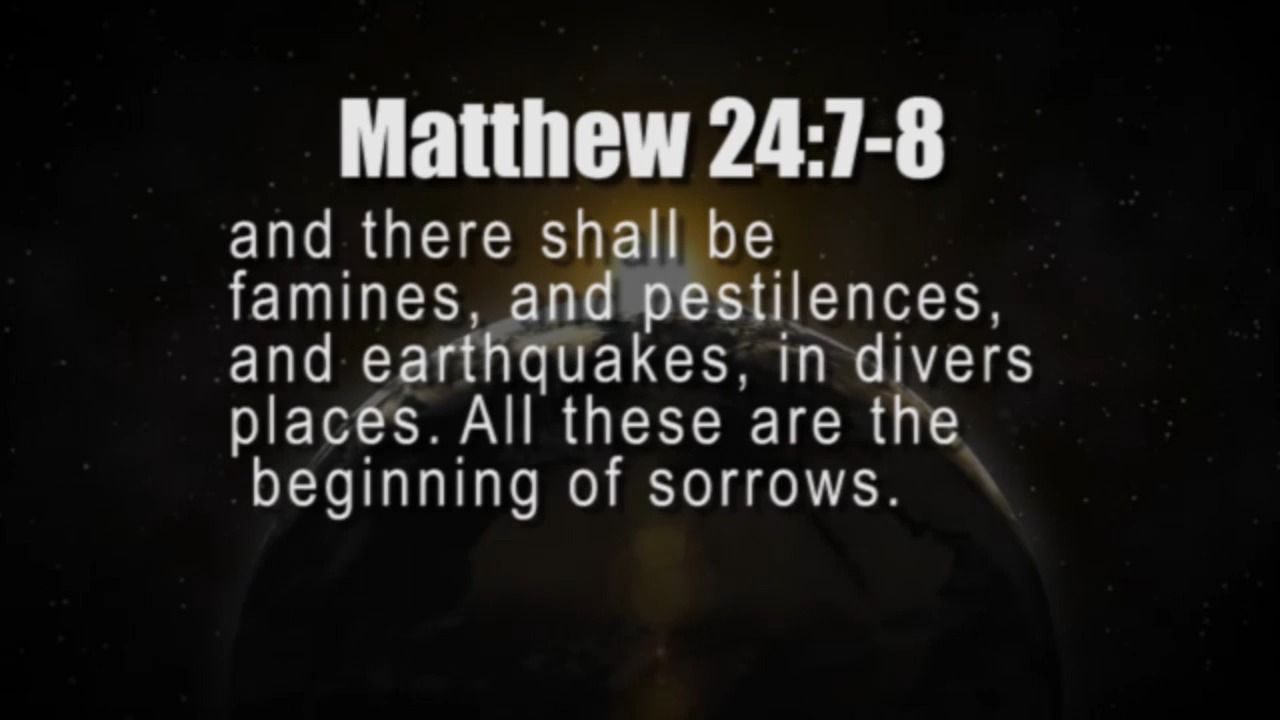 Matthew 24:7-8
and there shall be
famines, and pestilences,
and earthquakes, in divers
places. All these are the
beginning of sorrows.